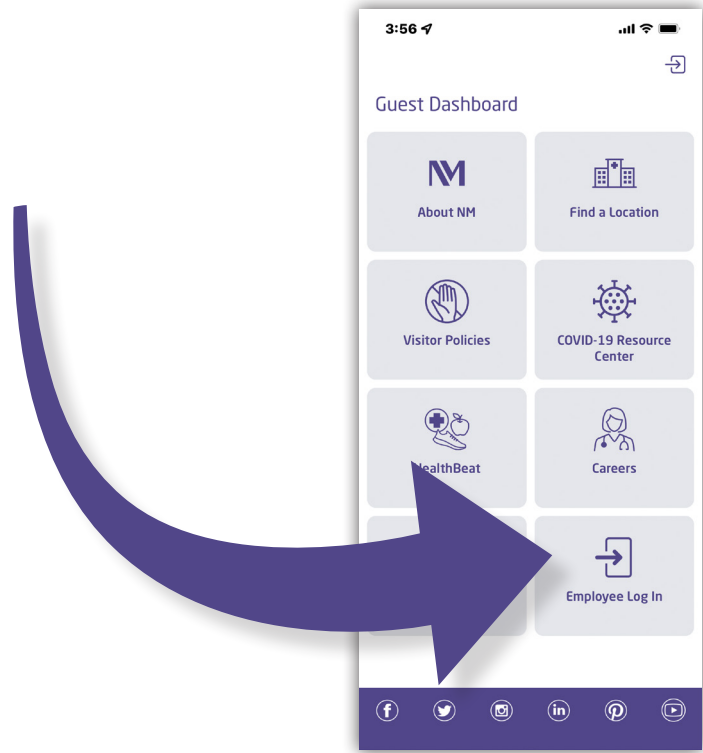 3:56
Guest Dashboard
NM
About NM
Find a Location
Visitor Policies
COVID-19 Resource
Center
HealthBeat
Careers
Employee Log In